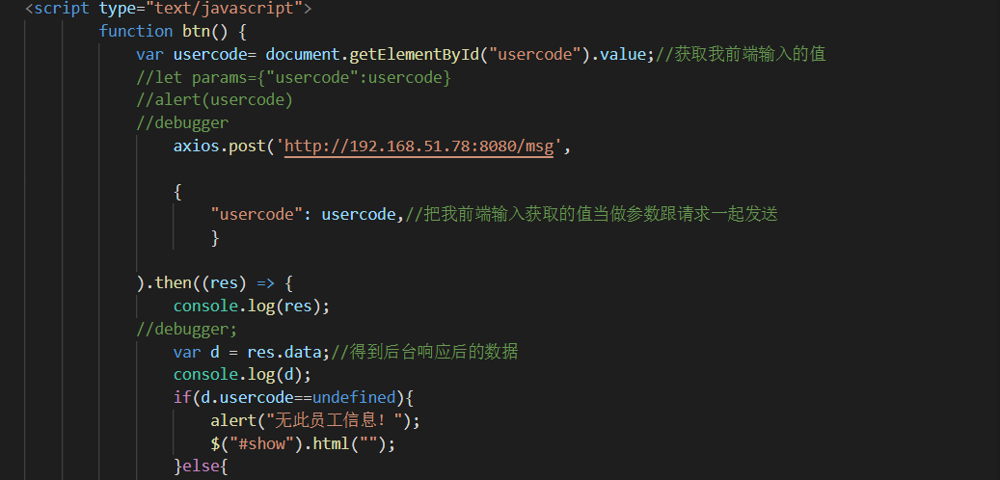 <script type="text/javascript">
function btn() {
var usercode= document.getElementById("usercode").value;//获取我前端输入的值
//let params={"usercode":usercode}
//alert(usercode)
//debugger
axios.post('http://192.168.51.78:8080/msg',
{
"usercode": usercode,//把我前端输入获取的值当做参数跟请求一起发送
}
).then((res) => {
console.log(res);
//debugger;
var d = res.data;//得到后台响应后的数据
console.log(d);
if(d.usercode==undefined){
alert("无此员工信息！");
$("#show").html("");
}else{